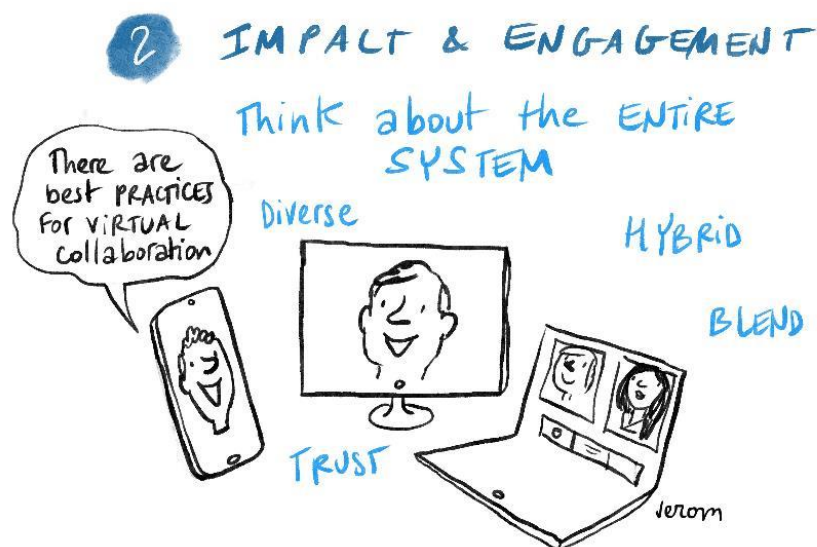 2 IMPACT & ENGAGEMENT
Think about the ENTIRE
SYSTEM
There are
best PRACTICES
FOR VIRTUAL
collaboration
Diverse
HYBRID
BLEND
TRUST
Jerom